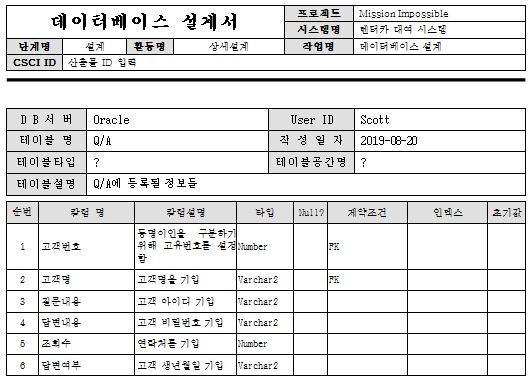 데이터베이스 설계서
프로젝트 Mission Impossible
시스템명 렌터카 대여 시스템
단계명 설계 활동명 상세설계 작업명 데이터베이스 설계
CSCI ID 산출물 ID 입력
D B 서 버 Oracle User ID Scott
테이블 명 Q/A 작 성 일 자 2019-08-20
테이블타입 ? 테이블공간명 ?
테이블설명 Q/A에 등록될 정보들
순번 칼럼 명 칼럼설명 타입 Null? 제약조건 인덱스 초기값
1 고객번호 동명이인을 구분하기 위해 고유번호를 설정함 Number FK
2 고객명 고객명을 기입 Varchar2 FK
3 질문내용 고객 아이디 기입 Varchar2
4 답변내용 고객 비밀번호 기입 Varchar2
5 조회수 연락처를 기입 Number
6 답변여부 고객 생년월일 기입 Varchar2